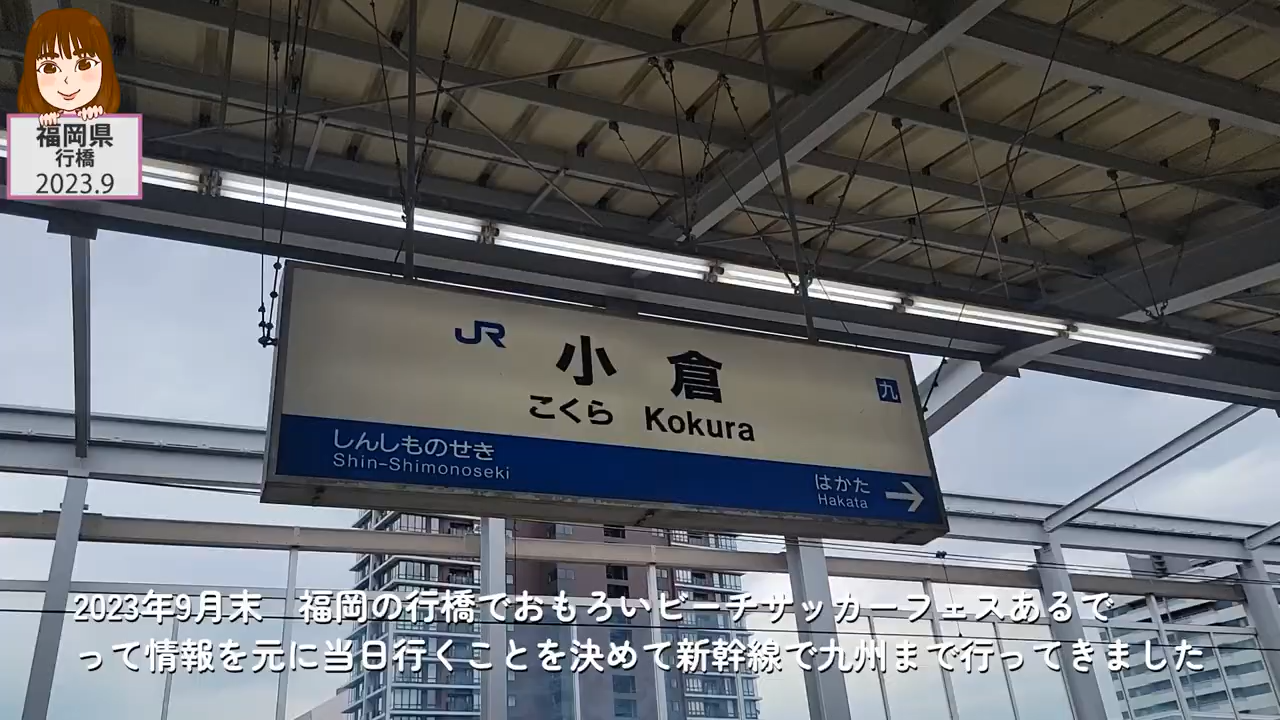 福岡県
行橋
2023.9
JR
小倉
九
こくら Kokura
しんしものせき
Shin-Shimonoseki
はかた
Hakata
2023年9月末 福岡の行橋でおもろいビーチサッカーフェスあるで
って情報を元に当日行くことを決めて新幹線で九州まで行ってきました